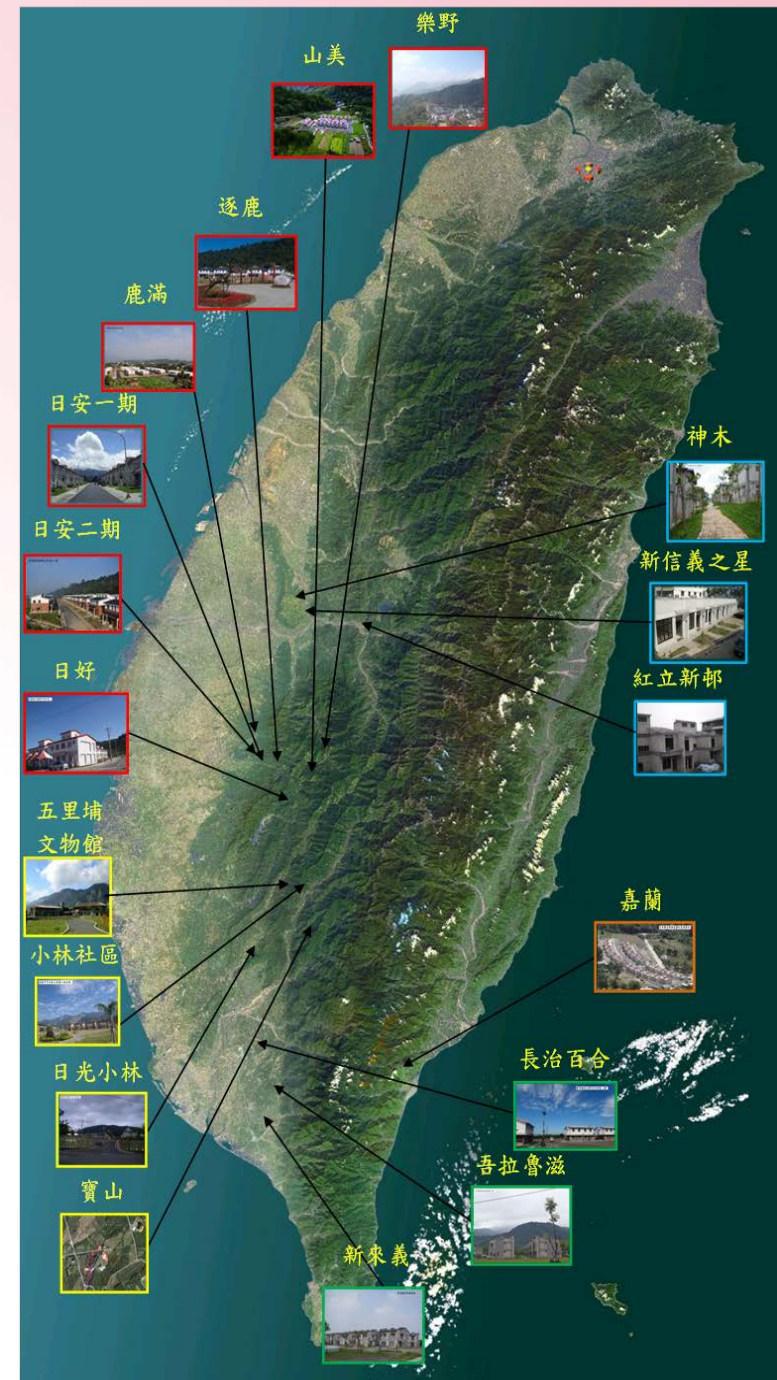 樂野
山美
逐鹿
鹿滿
日安一期
日安二期
日好
五里埔
文物館
小林社區
日光小林
寶山
神木
新信義之星
紅立新邨
嘉蘭
長治百合
吾拉魯滋
新來義